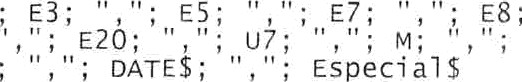 ; E3; ","; E5; ","; E7; ","; E8;
","; E20; ","; U7; ","; M; ",";
; ","; DATE$; ","; Especial$